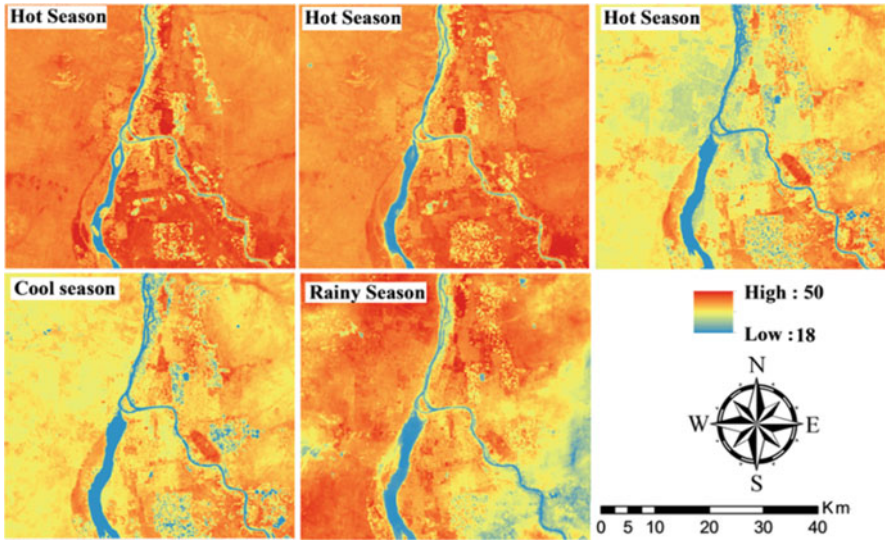 Hot Season
Hot Season
Hot Season
Cool season
Rainy Season
High : 50
Low : 18
N
W E
S
Km
0 5 10 20 30 40